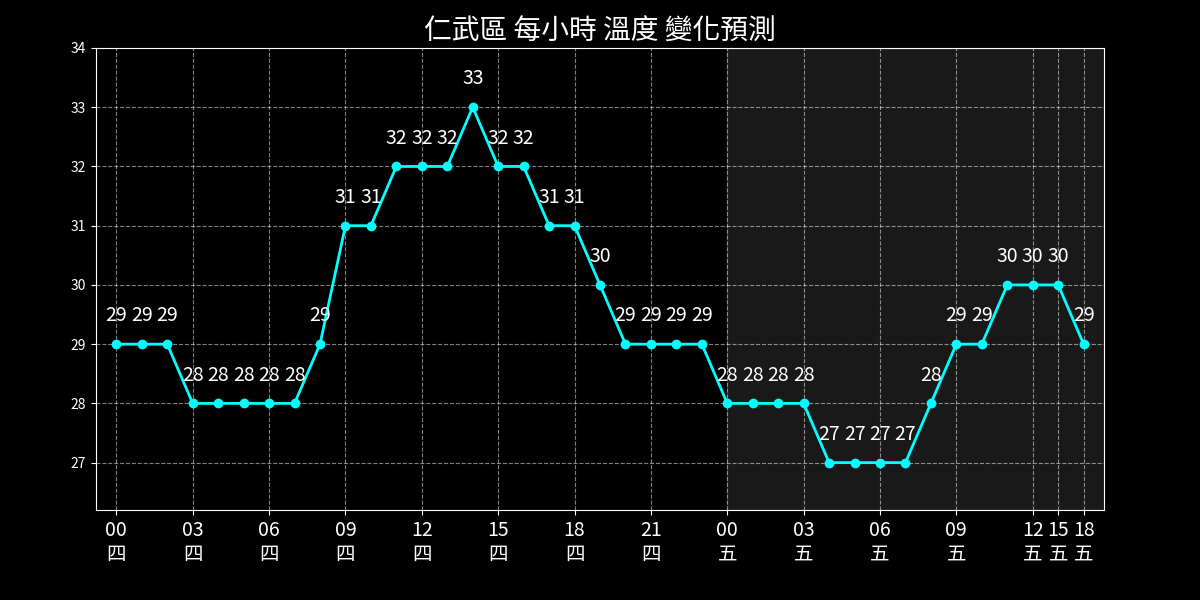 仁武區 每小時 溫度 變化預測
34
33
32
31
30
29
28
27
33
32 32 32 32 32
31 31 31 31
30 30 30 30
29 29 29 29 29 29 29 29 29 29 29
28 28 28 28 28 28 28 28 28 28
27 27 27 27
00 03 06 09 12 15 18 21 00 03 06 09 12 15 18
四 四 四 四 四 四 四 四 五 五 五 五 五 五 五